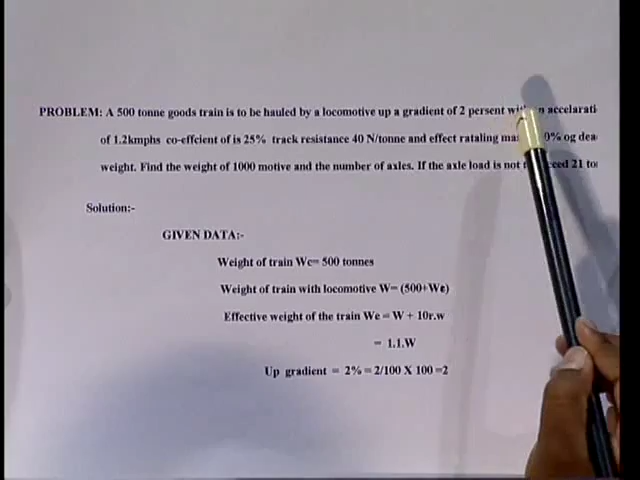 PROBLEM: A 500 tonne goods train is to be hauled by a locomotive up a gradient of 2 persent with accelarati
of 1.2kmphs co-effcient of is 25% track resistance 40 N/tonne and effect rataling ma 0% og dea
weight. Find the weight of 1000 motive and the number of axles. If the axle load is not 21 to
Solution:-
GIVEN DATA:-
Weight of train Wc= 500 tonnes
Weight of train with locomotive W= (500+We)
Effective weight of the train We = W + 10r.w
= 1.1.W
Up gradient = 2% = 2/100 X 100 =2